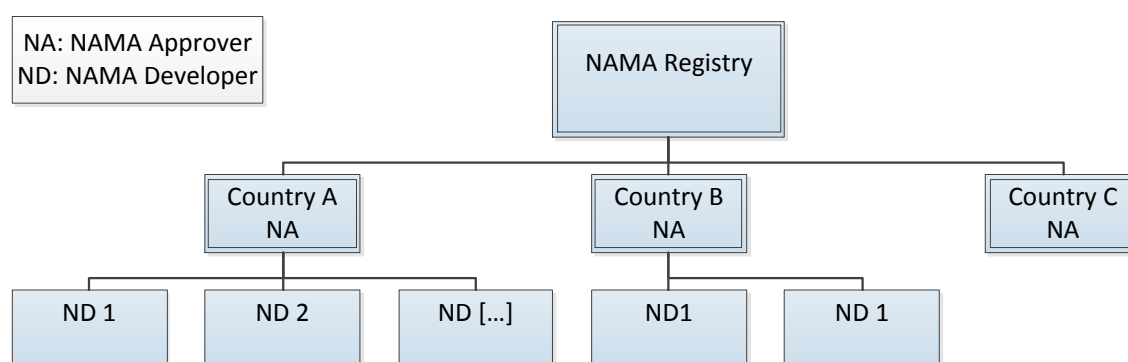 NA: NAMA Approver
ND: NAMA Developer
NAMA Registry
Country A
NA
Country B
NA
Country C
NA
ND 1
ND 2
ND [...]
ND1
ND 1